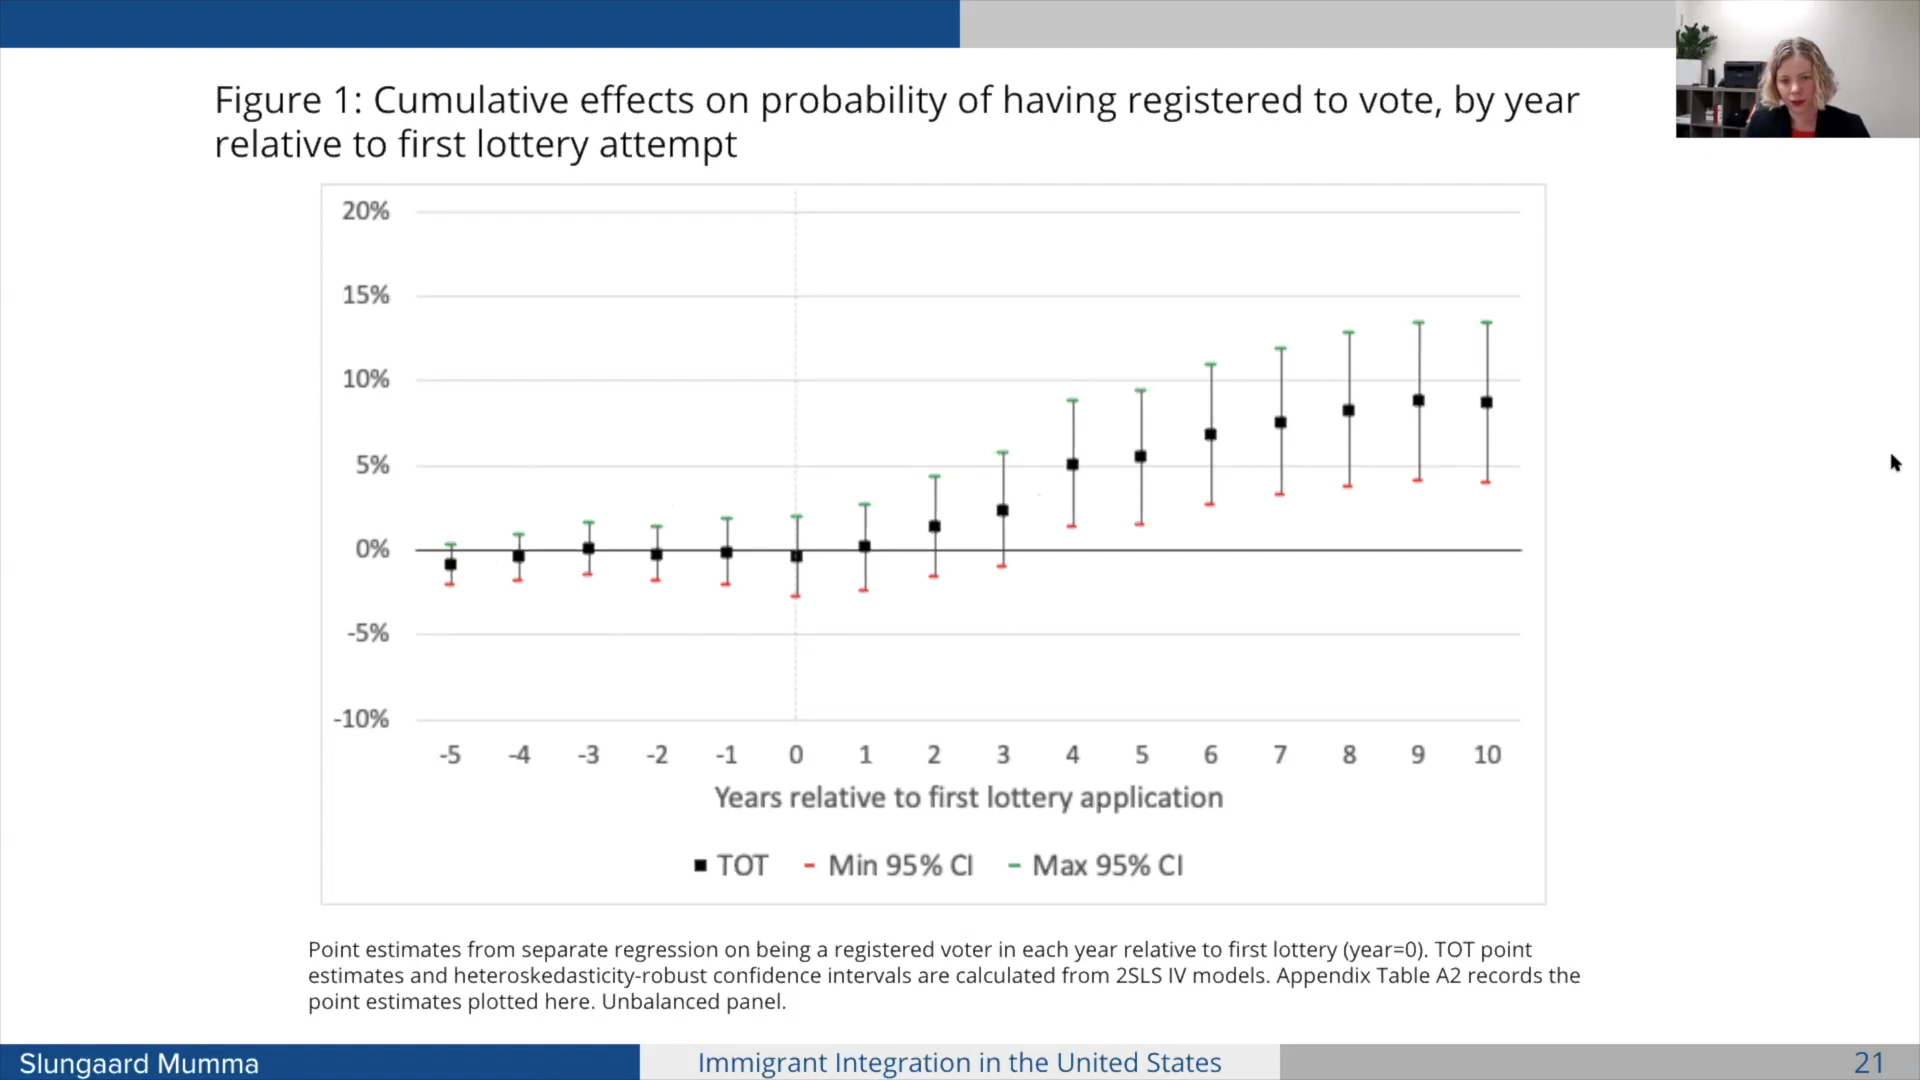 Figure 1: Cumulative effects on probability of having registered to vote, by year
relative to first lottery attempt
20%
15%
10%
5%
0%
-5%
-10%
-5 -4 -3 -2 -1 0 1 2 3 4 5 6 7 8 9 10
Years relative to first lottery application
TOT Min 95% CI Max 95% CI
Point estimates from separate regression on being a registered voter in each year relative to first lottery (year=0). TOT point
estimates and heteroskedasticity-robust confidence intervals are calculated from 2SLS IV models. Appendix Table A2 records the
point estimates plotted here. Unbalanced panel.
Slungaard Mumma Immigrant Integration in the United States 21